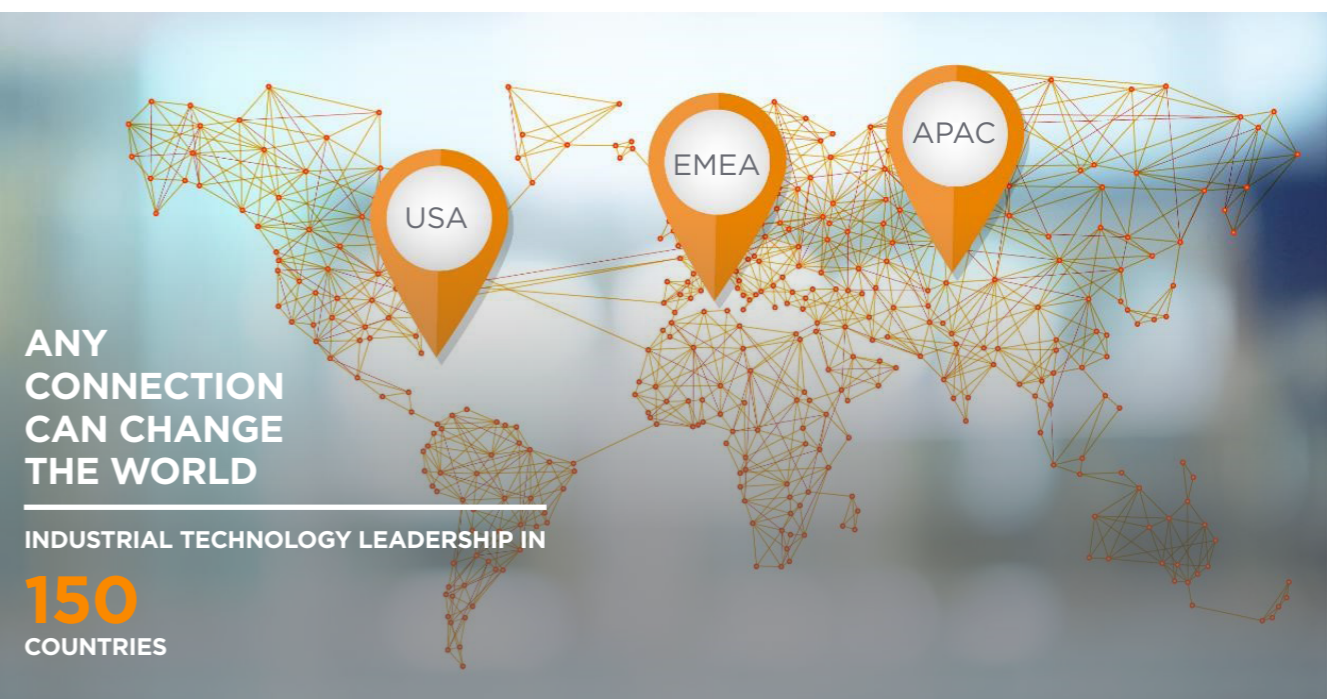 USA
EMEA
APAC
ANY
CONNECTION
CAN CHANGE
THE WORLD
INDUSTRIAL TECHNOLOGY LEADERSHIP IN
150
COUNTRIES